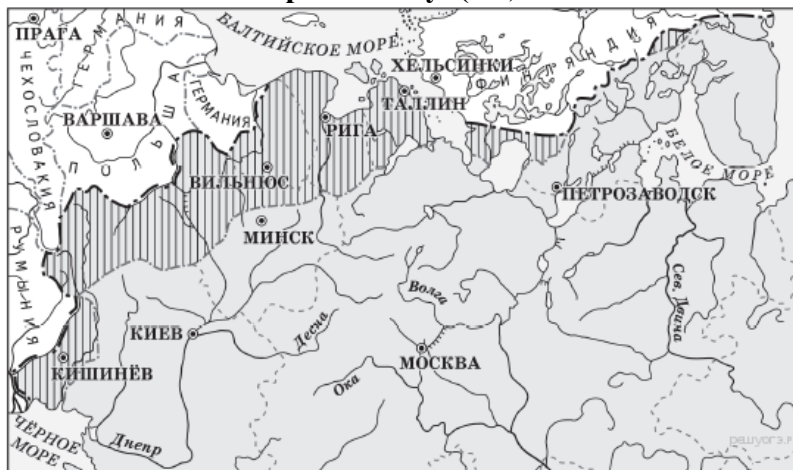 ПРАГА
ГЕРМАНИЯ
БАЛТИЙСКОЕ МОРЕ
ХЕЛЬСИНКИ
ФИНЛЯНДИЯ
ЧЕХОСЛОВАКИЯ
ВАРШАВА
ПОЛЬША
ГЕРМАНИЯ
ТАЛЛИН
РИГА
БЕЛОЕ МОРЕ
ВИЛЬНЮС
ПЕТРОЗАВОДСК
МИНСК
РУМЫНИЯ
Волга
Сев. Двина
КИЕВ
Десна
МОСКВА
КИШИНЁВ
Ока
ЧЁРНОЕ
МОРЕ
Днепр